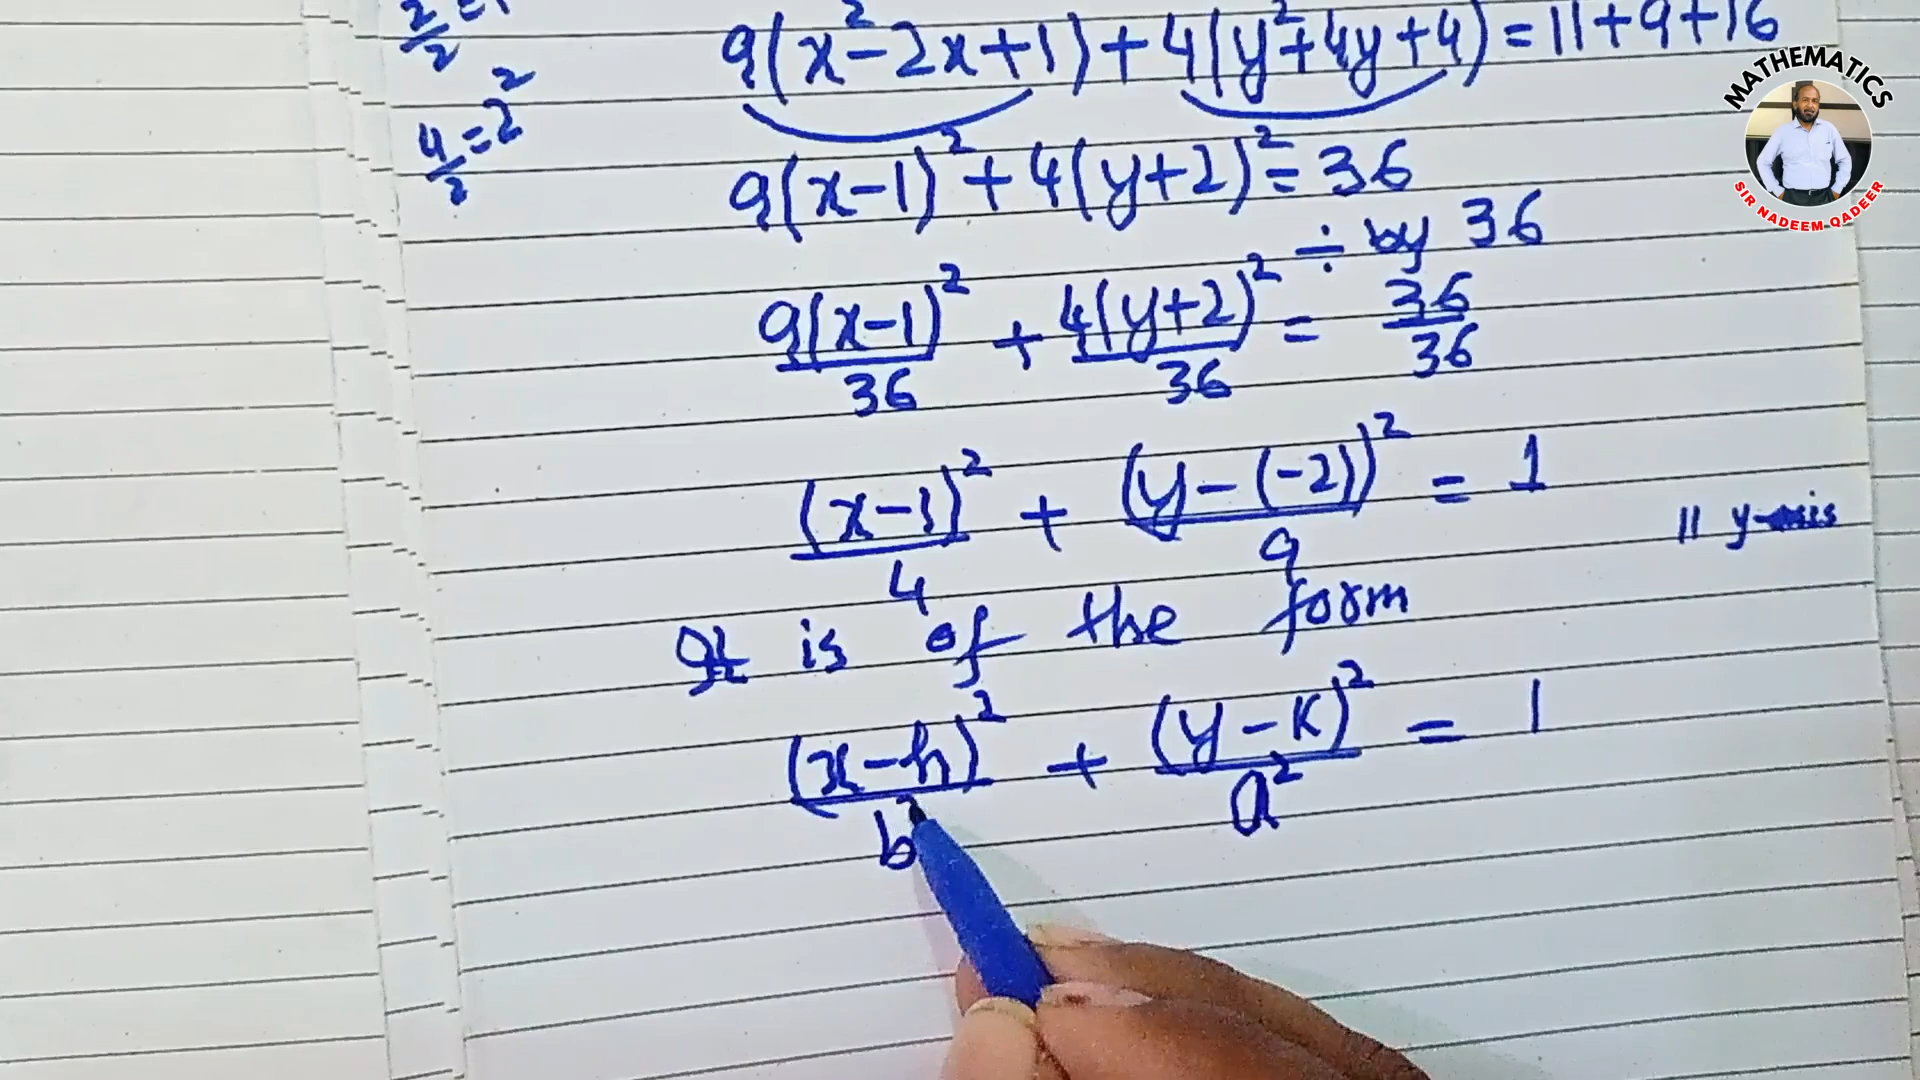 2/2 =
9(x²-2x+1)+4(y²+4y+4)=11+9+16
4/2=2²
9(x-1)²+4(y+2)²=36
÷ by 36
9(x-1)²/36 + 4(y+2)²/36 = 36/36
(x-1)²/4 + (y-(-2))²/9 = 1
|| y-axis
It is of the form
(x-h)²/b² + (y-k)²/a² = 1
MATHEMATICS
SIR NADEEM QADEER